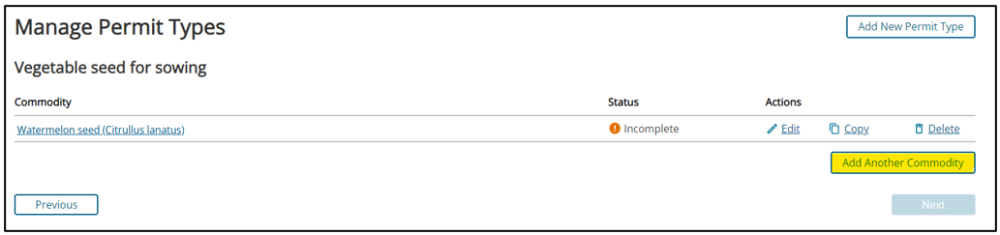 Manage Permit Types
Add New Permit Type
Vegetable seed for sowing
Commodity Status Actions
Watermelon seed (Citrullus lanatus) Incomplete Edit Copy Delete
Add Another Commodity
Previous Next